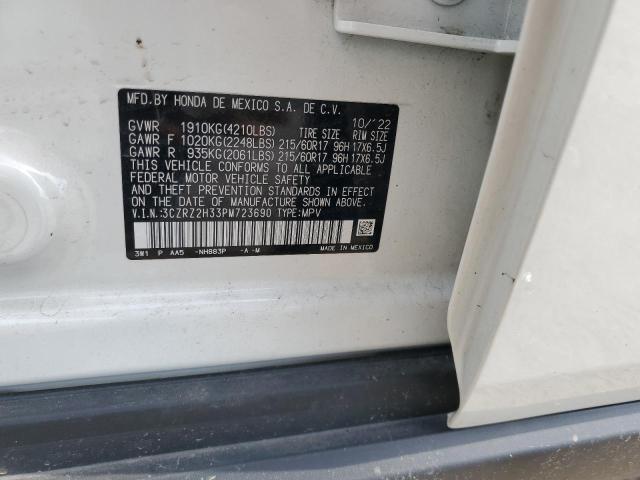 MFD.BY HONDA DE MEXICO S.A. DE C.V.
10/'22
GVWR 1910KG(4210LBS) TIRE SIZE RIM SIZE
GAWR F 1020KG(2248LBS) 215/60R17 96H 17X6.5J
GAWR R 935KG(2061LBS) 215/60R17 96H 17X6.5J
THIS VEHICLE CONFORMS TO ALL APPLICABLE
FEDERAL MOTOR VEHICLE SAFETY
AND THEFT PREVENTION STANDARDS IN EFFECT
ON THE DATE OF MANUFACTURE SHOWN ABOVE.
V.I.N.:3CZRZ2H33PM723690 TYPE:MPV
3W1 P AA5 -NH883P -A -M
MADE IN MEXICO